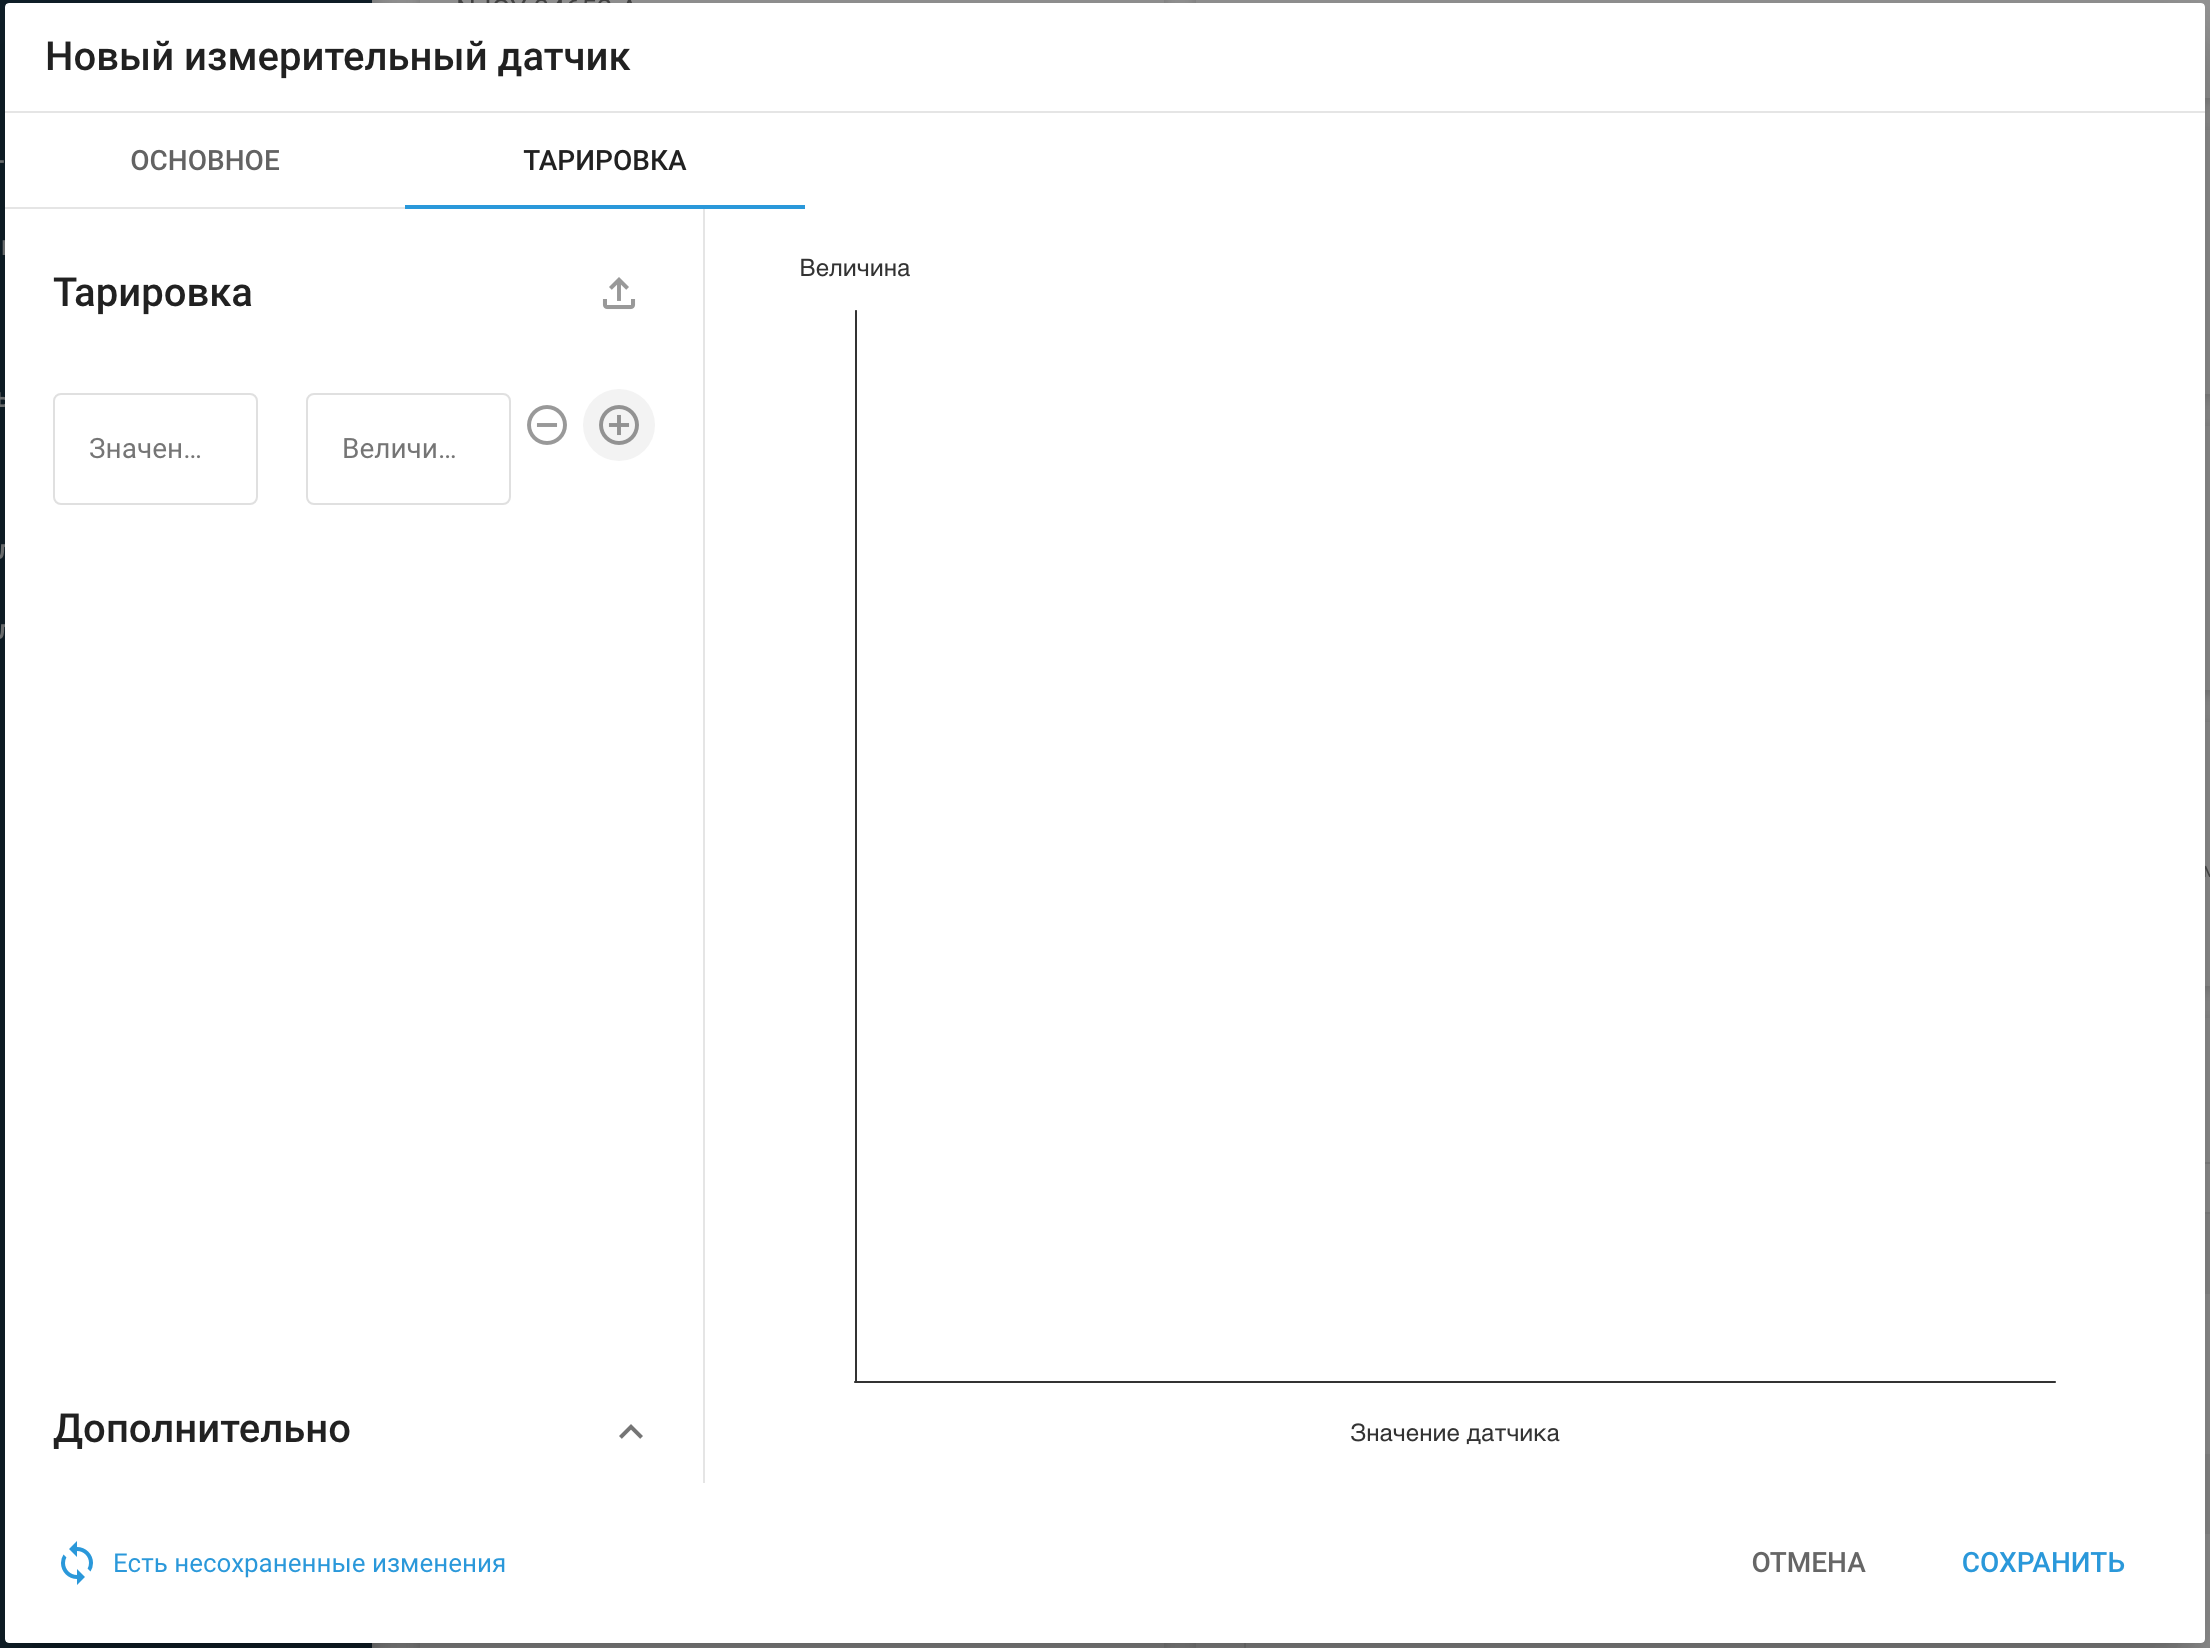 Новый измерительный датчик
ОСНОВНОЕ
ТАРИРОВКА
Тарировка
Величина
Значен...
Величи...
Дополнительно
Значение датчика
Есть несохраненные изменения
ОТМЕНА
СОХРАНИТЬ